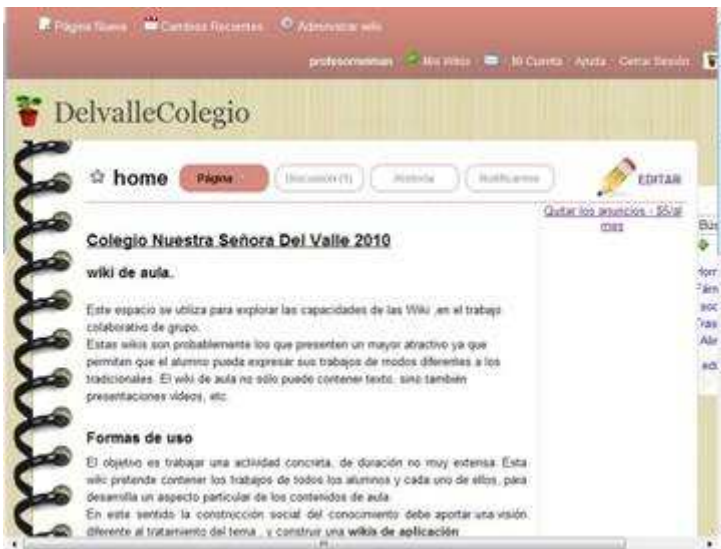 Página Nueva Cambios Recientes Administrar wiki
profesorseman Mis Wikis Mi Cuenta Ayuda Cerrar Sesión
DelvalleColegio
home Página Discusión (1) Historia Notificarme EDITAR
Quitar los anuncios - $5/al
mes
Colegio Nuestra Señora Del Valle 2010
wiki de aula.
Este espacio se utiliza para explorar las capacidades de las Wiki ,en el trabajo
colaborativo de grupo.
Estas wikis son probablemente los que presenten un mayor atractivo ya que
permitan que el alumno pueda expresar sus trabajos de modos diferentes a los
tradicionales. El wiki de aula no sólo puede contener texto, sino también
presentaciones vídeos, etc.
Formas de uso
El objetivo es trabajar una actividad concreta, de duración no muy extensa. Esta
wiki pretende contener los trabajos de todos los alumnos y cada uno de ellos, para
desarrolla un aspecto particular de los contenidos de aula.
En este sentido la construcción social del conocimiento debe aportar una visión
diferente al tratamiento del tema , y construir una wikis de aplicación